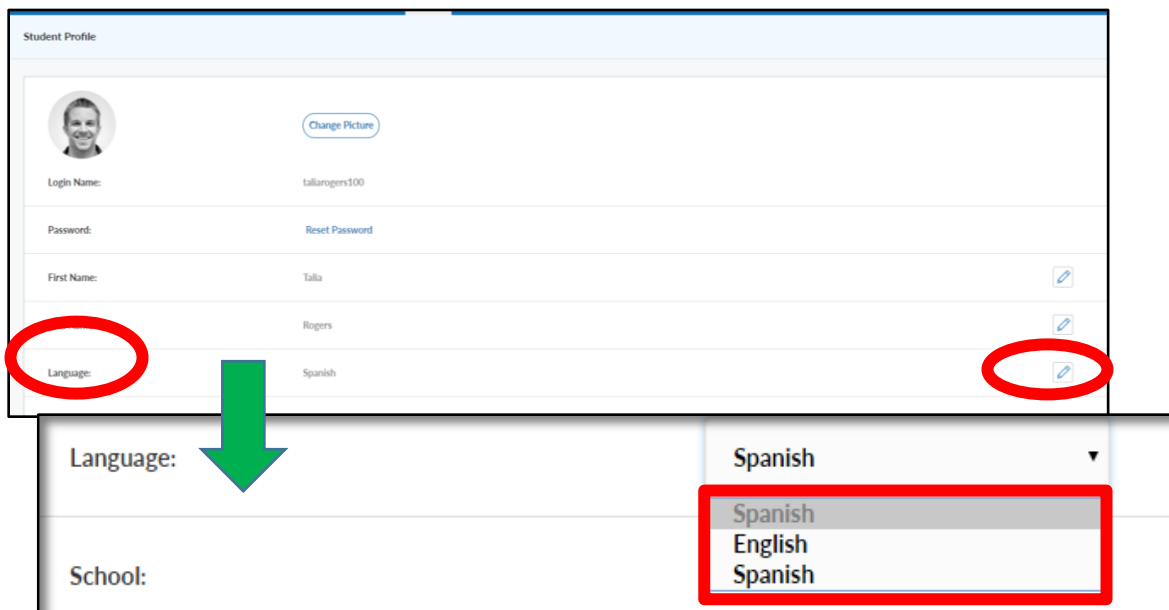 Student Profile
Change Picture
Login Name: taliarogers100
Password: Reset Password
First Name: Talia
Rogers
Language: Spanish
Language: Spanish
Spanish
English
Spanish
School: